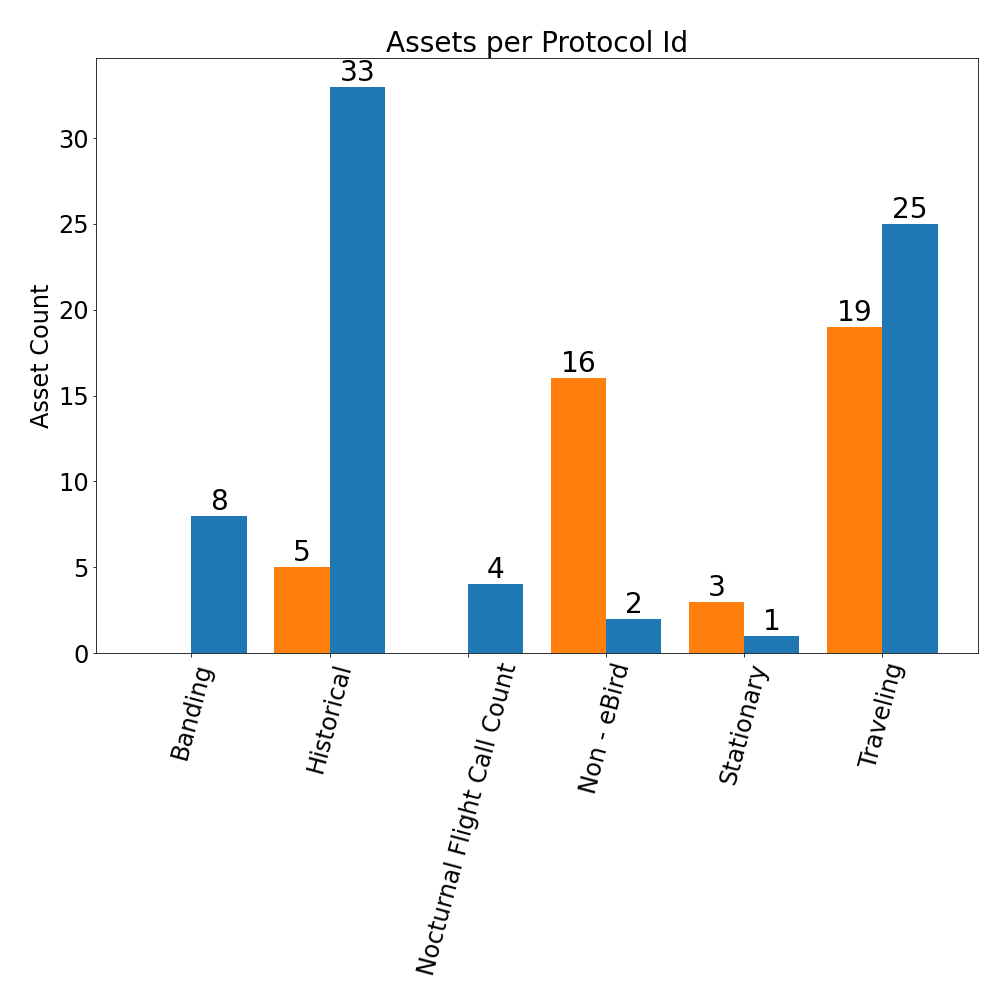 Assets per Protocol Id
33
30
25
25
20
19
16
15
10
8
5
5
4
3
2
1
0
Asset Count
Banding
Historical
Nocturnal Flight Call Count
Non - eBird
Stationary
Traveling